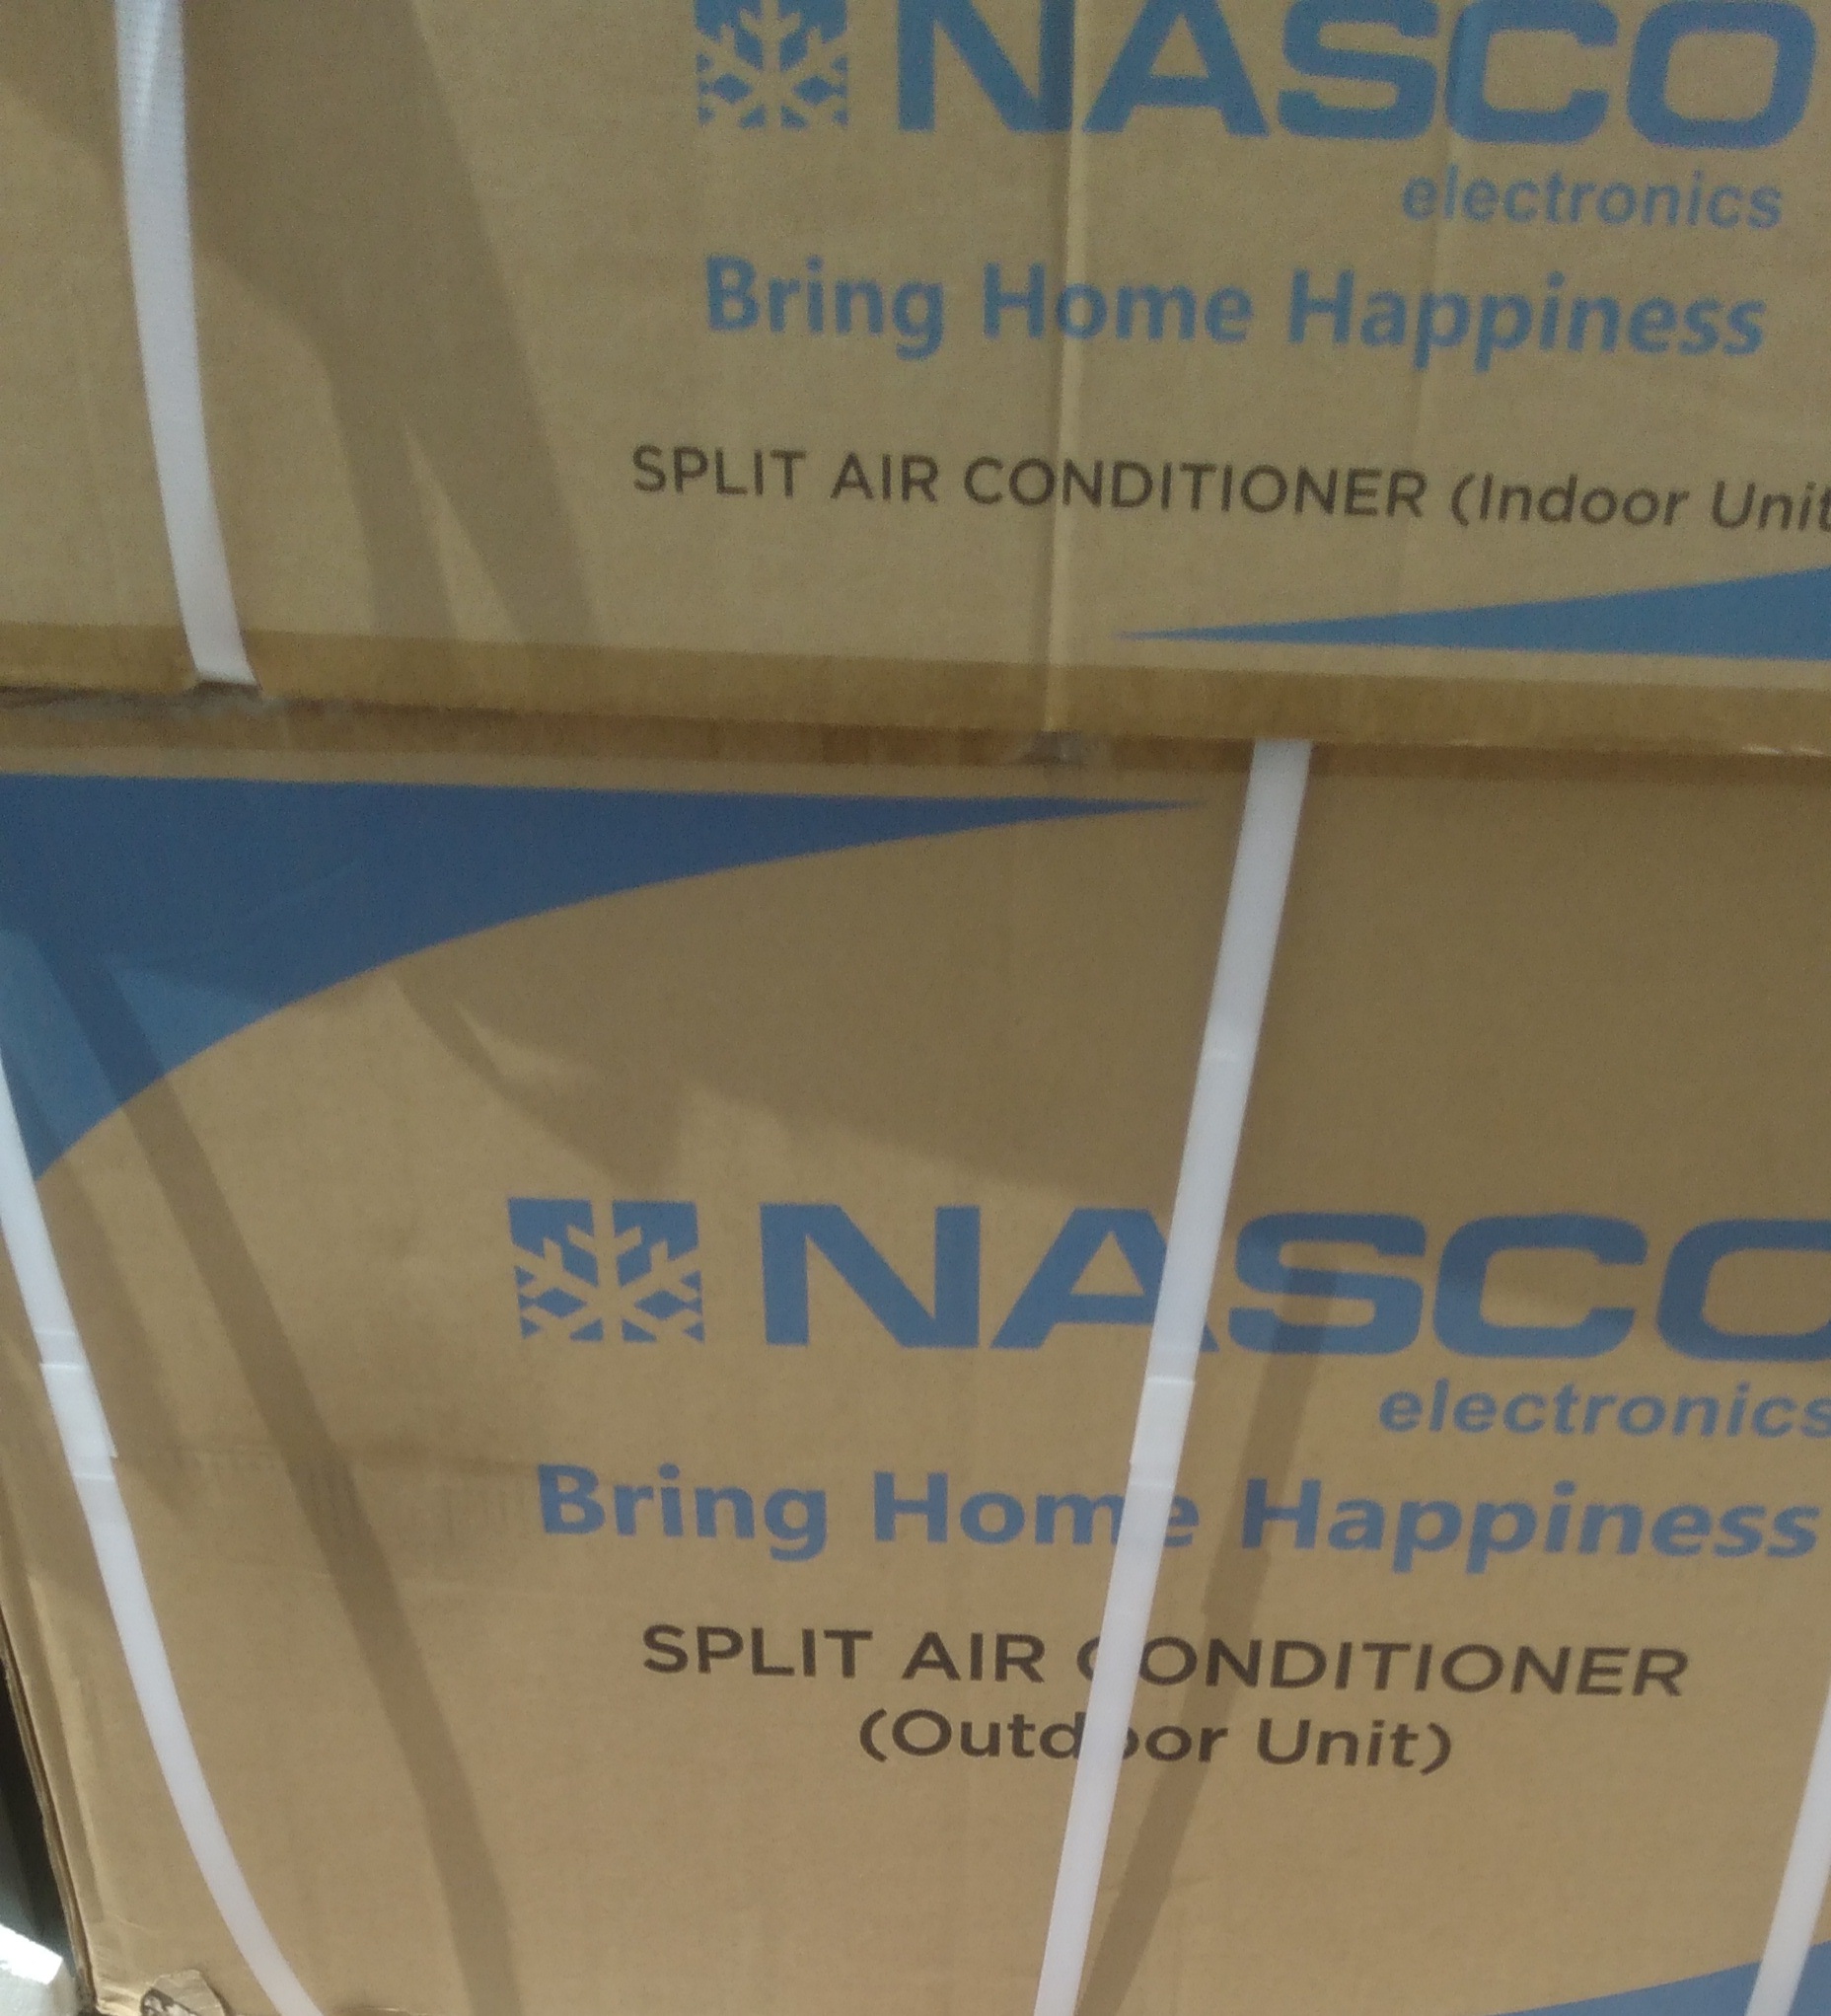 NASCO
electronics
Bring Home Happiness
SPLIT AIR CONDITIONER (Indoor Unit
NASCO
electronics
Bring Home Happiness
SPLIT AIR CONDITIONER
(Outdoor Unit)